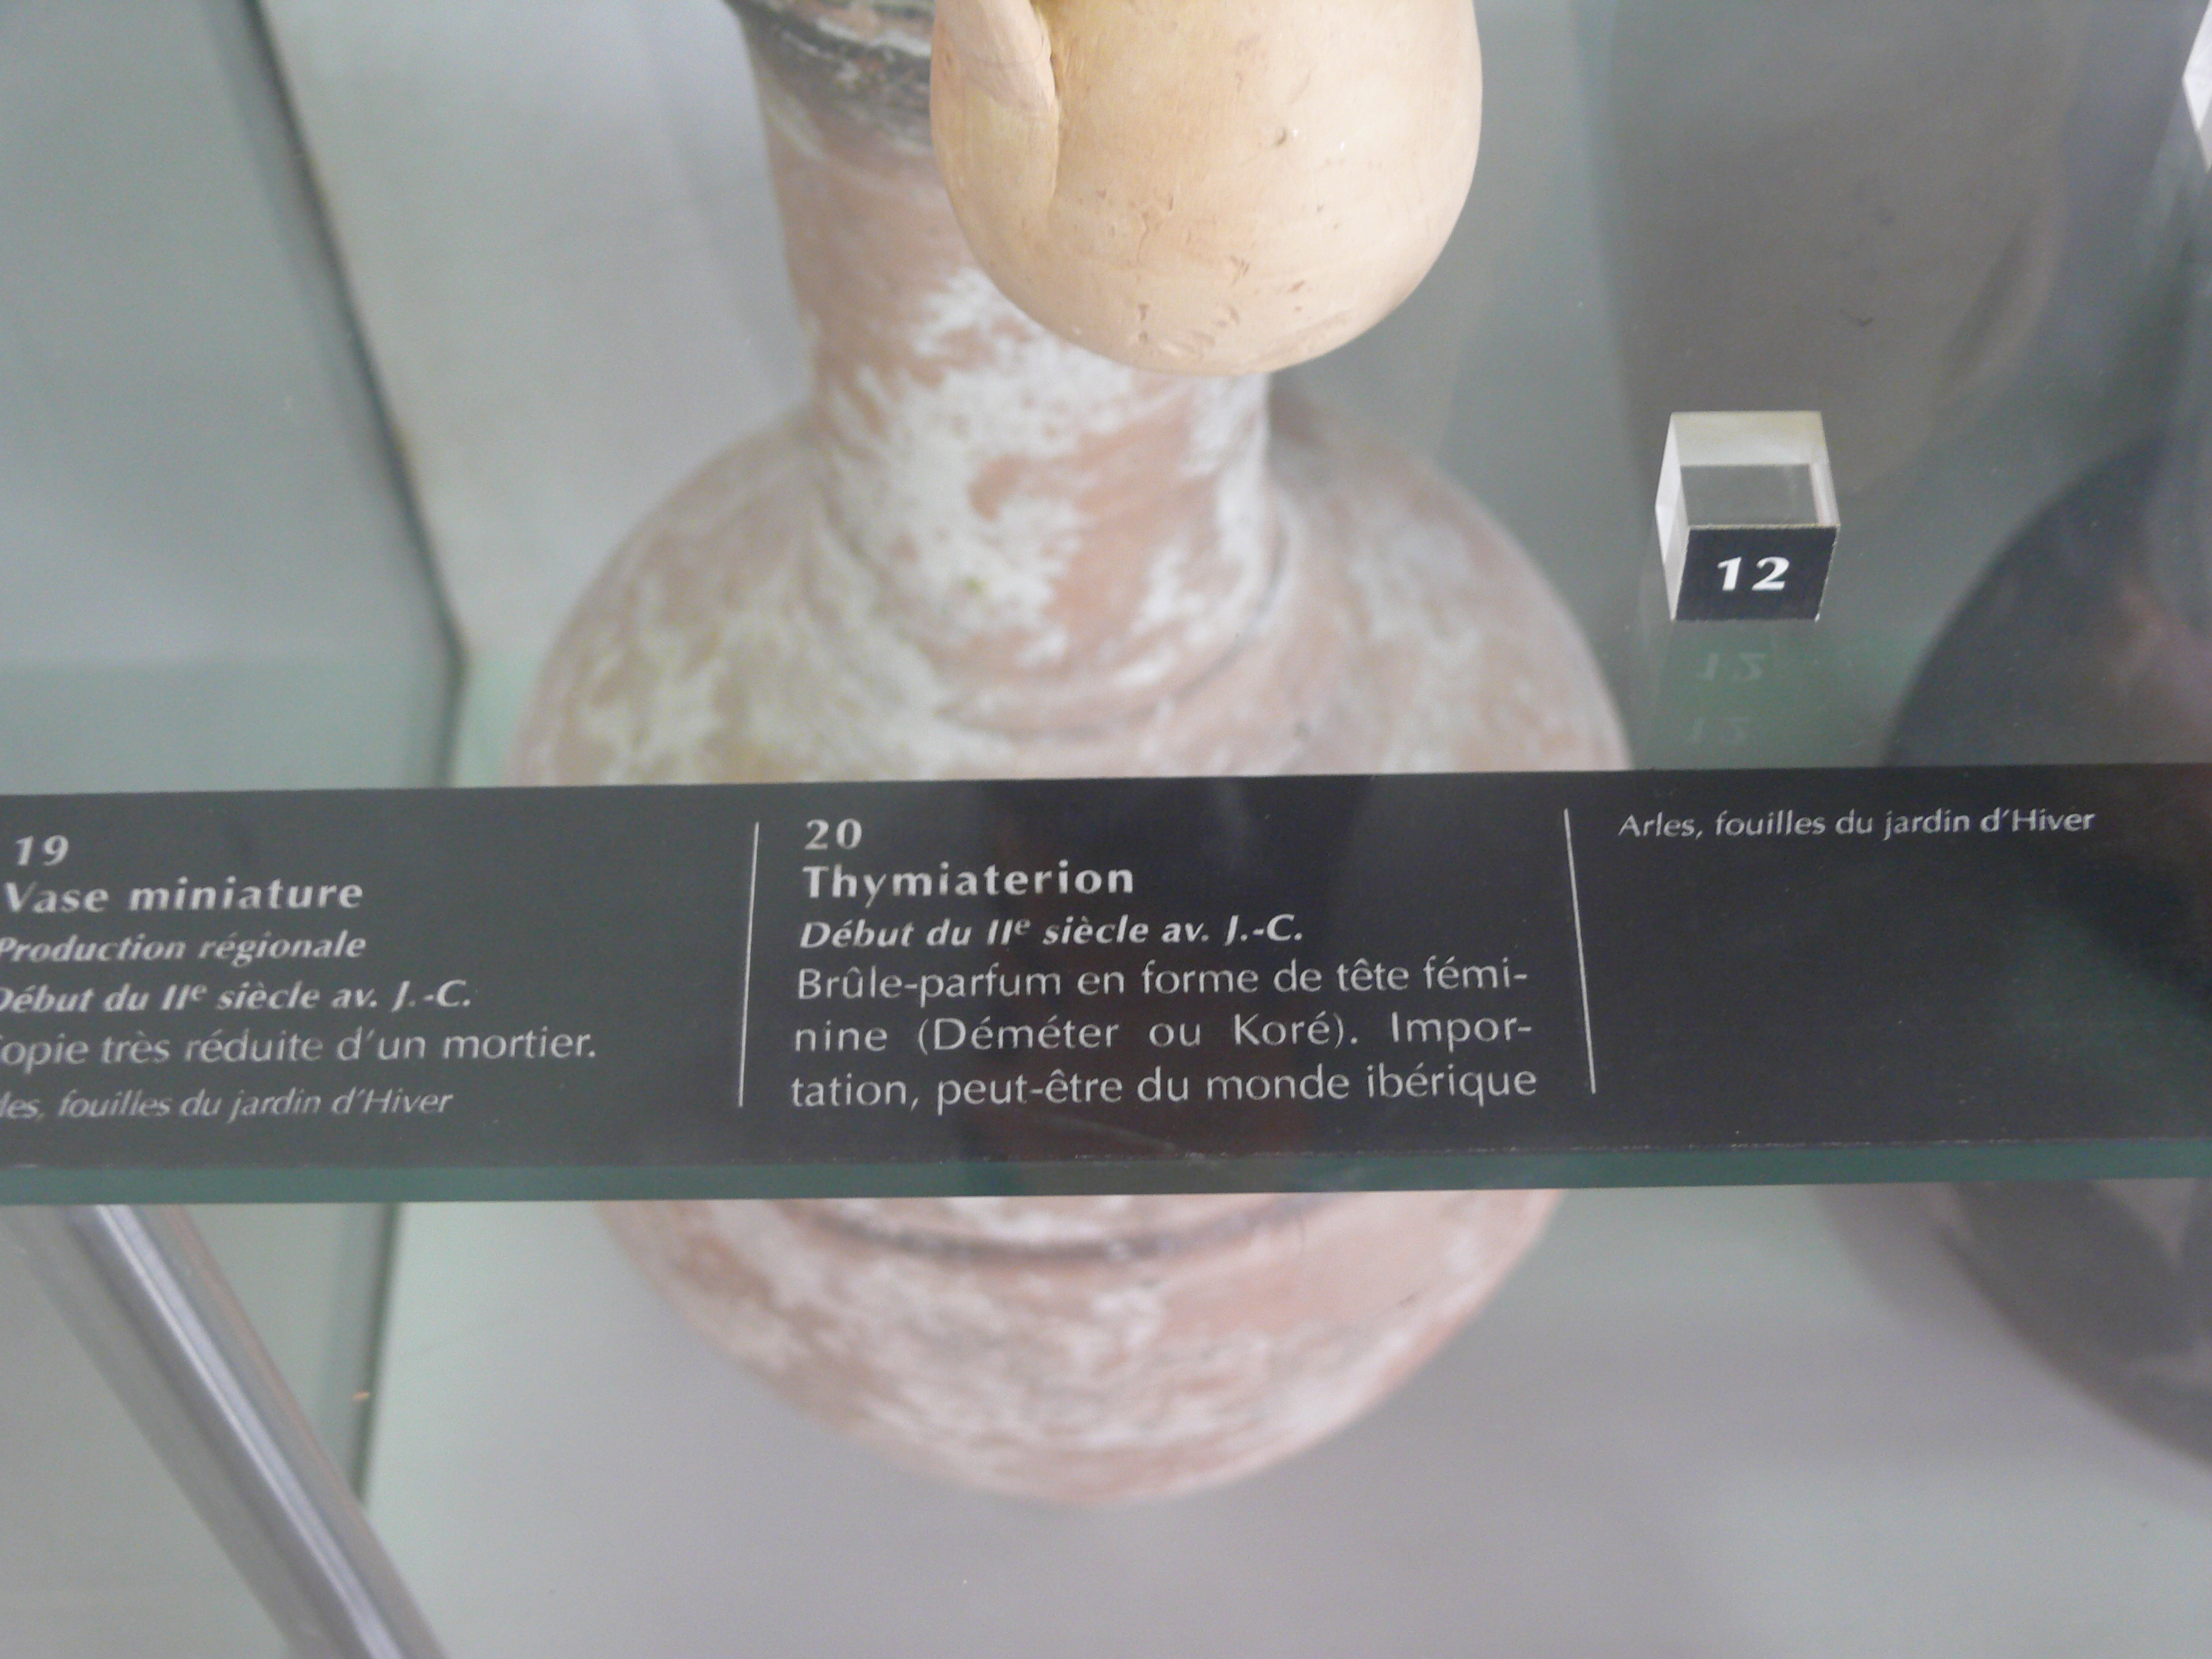 12
19
Vase miniature
Production régionale
Début du IIe siècle av. J.-C.
opie très réduite d'un mortier.
les, fouilles du jardin d'Hiver
20
Thymiaterion
Début du IIe siècle av. J.-C.
Brûle-parfum en forme de tête fémi-
nine (Déméter ou Koré). Impor-
tation, peut-être du monde ibérique
Arles, fouilles du jardin d'Hiver